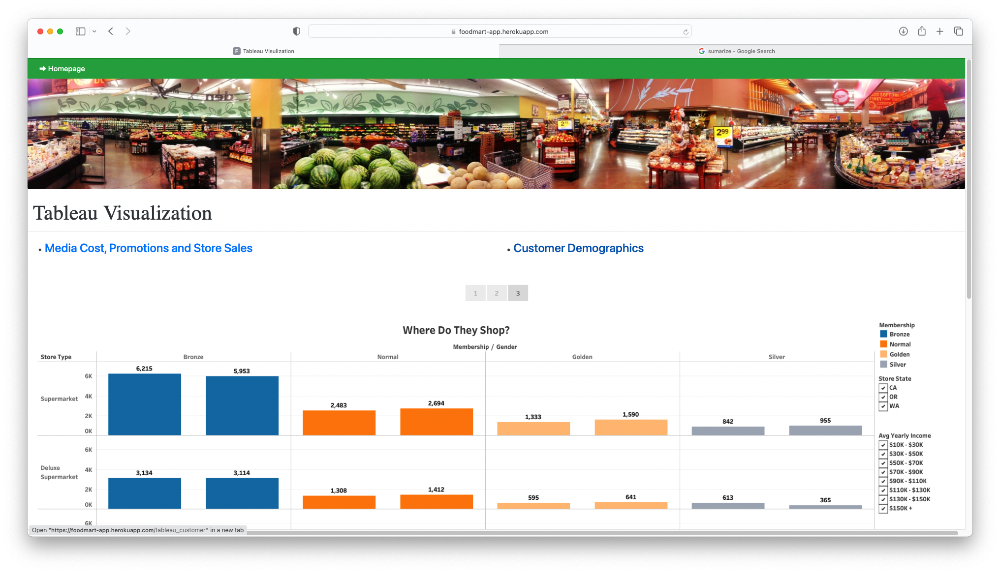 foodmart-app.herokuapp.com
F Tableau Visulization
G sumarize – Google Search
Homepage
2⁹⁹
SOFT FRE
TINKY
2⁹⁹
Tableau Visualization
• Media Cost, Promotions and Store Sales
• Customer Demographics
1 2 3
Where Do They Shop?
Membership / Gender
Store Type Bronze Normal Golden Silver
6,215 5,953 2,483 2,694 1,333 1,590 842 955
Supermarket
6K
4K
2K
0K
3,134 3,114 1,308 1,412 595 641 613 365
Deluxe
Supermarket
6K
4K
2K
0K
6K
Membership
Bronze
Normal
Golden
Silver
Store State
CA
OR
WA
Avg Yearly Income
$10K - $30K
$30K - $50K
$50K - $70K
$70K - $90K
$90K - $110K
$110K - $130K
$130K - $150K
$150K +
Open “https://foodmart-app.herokuapp.com/tableau_customer” in a new tab